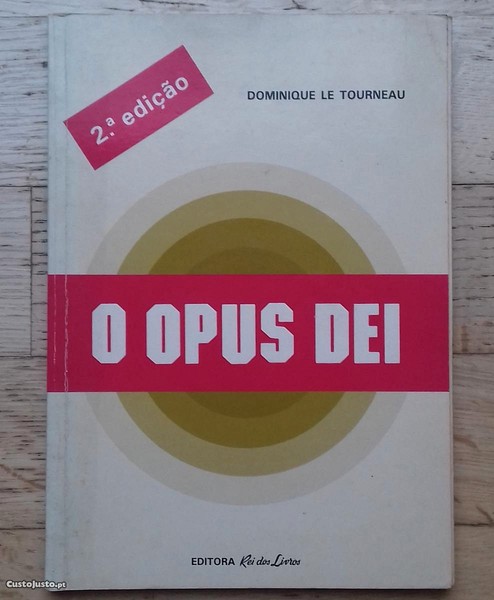 2.ª edição
DOMINIQUE LE TOURNEAU
O OPUS DEI
EDITORA Rei dos Livros
CustoJusto.pt